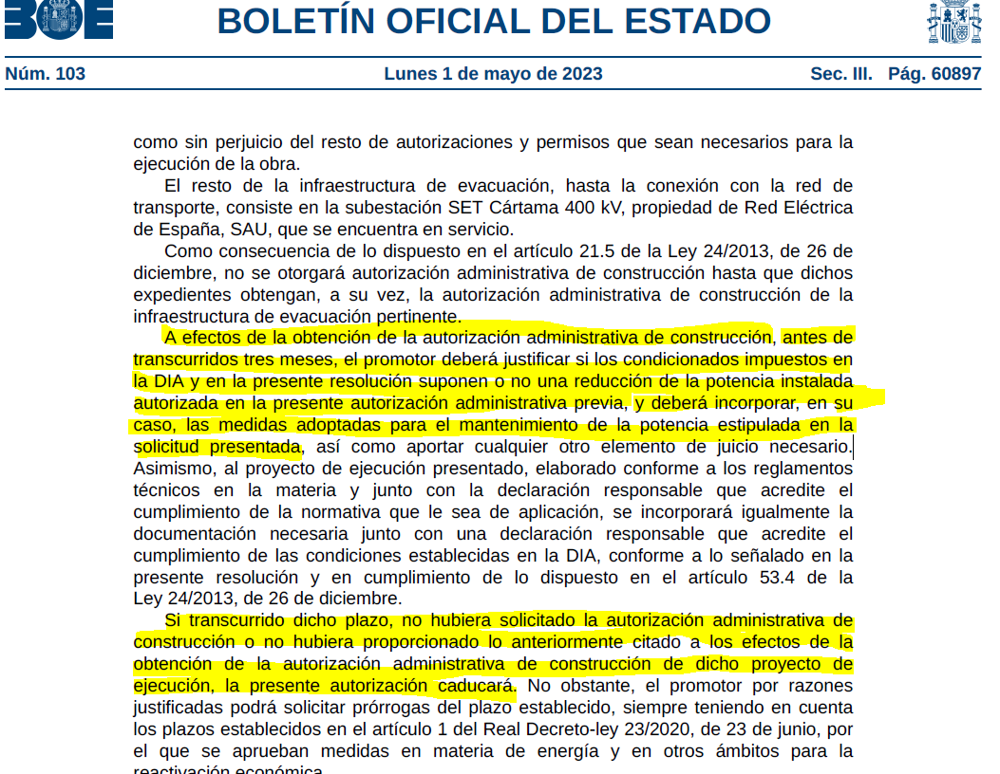 BOE
BOLETÍN OFICIAL DEL ESTADO
Núm. 103
Lunes 1 de mayo de 2023
Sec. III. Pág. 60897
como sin perjuicio del resto de autorizaciones y permisos que sean necesarios para la
ejecución de la obra.
El resto de la infraestructura de evacuación, hasta la conexión con la red de
transporte, consiste en la subestación SET Cártama 400 kV, propiedad de Red Eléctrica
de España, SAU, que se encuentra en servicio.
Como consecuencia de lo dispuesto en el artículo 21.5 de la Ley 24/2013, de 26 de
diciembre, no se otorgará autorización administrativa de construcción hasta que dichos
expedientes obtengan, a su vez, la autorización administrativa de construcción de la
infraestructura de evacuación pertinente.
A efectos de la obtención de la autorización administrativa de construcción, antes de
transcurridos tres meses, el promotor deberá justificar si los condicionados impuestos en
la DIA y en la presente resolución suponen o no una reducción de la potencia instalada
autorizada en la presente autorización administrativa previa, y deberá incorporar, en su
caso, las medidas adoptadas para el mantenimiento de la potencia estipulada en la
solicitud presentada, así como aportar cualquier otro elemento de juicio necesario.
Asimismo, al proyecto de ejecución presentado, elaborado conforme a los reglamentos
técnicos en la materia y junto con la declaración responsable que acredite el
cumplimiento de la normativa que le sea de aplicación, se incorporará igualmente la
documentación necesaria junto con una declaración responsable que acredite el
cumplimiento de las condiciones establecidas en la DIA, conforme a lo señalado en la
presente resolución y en cumplimiento de lo dispuesto en el artículo 53.4 de la
Ley 24/2013, de 26 de diciembre.
Si transcurrido dicho plazo, no hubiera solicitado la autorización administrativa de
construcción o no hubiera proporcionado lo anteriormente citado a los efectos de la
obtención de la autorización administrativa de construcción de dicho proyecto de
ejecución, la presente autorización caducará. No obstante, el promotor por razones
justificadas podrá solicitar prórrogas del plazo establecido, siempre teniendo en cuenta
los plazos establecidos en el artículo 1 del Real Decreto-ley 23/2020, de 23 de junio, por
el que se aprueban medidas en materia de energía y en otros ámbitos para la
reactivación económica.